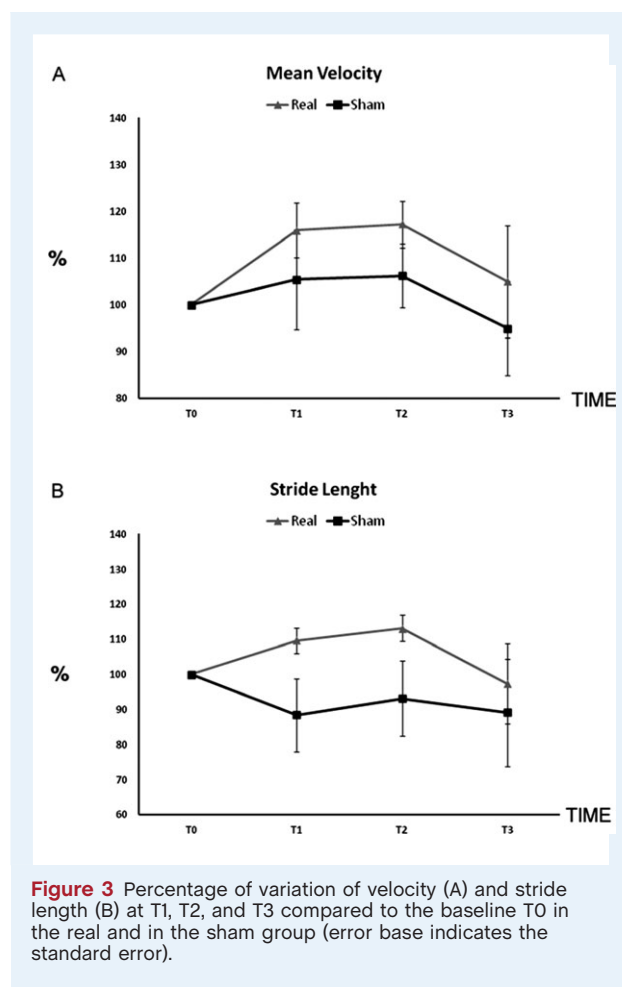 A
Mean Velocity
Real Sham
140
130
120
110
%
100
90
80
TIME
T0 T1 T2 T3
B
Stride Lenght
Real Sham
140
130
120
110
100
%
90
80
70
60
TIME
T0 T1 T2 T3
Figure 3 Percentage of variation of velocity (A) and stride
length (B) at T1, T2, and T3 compared to the baseline T0 in
the real and in the sham group (error base indicates the
standard error).